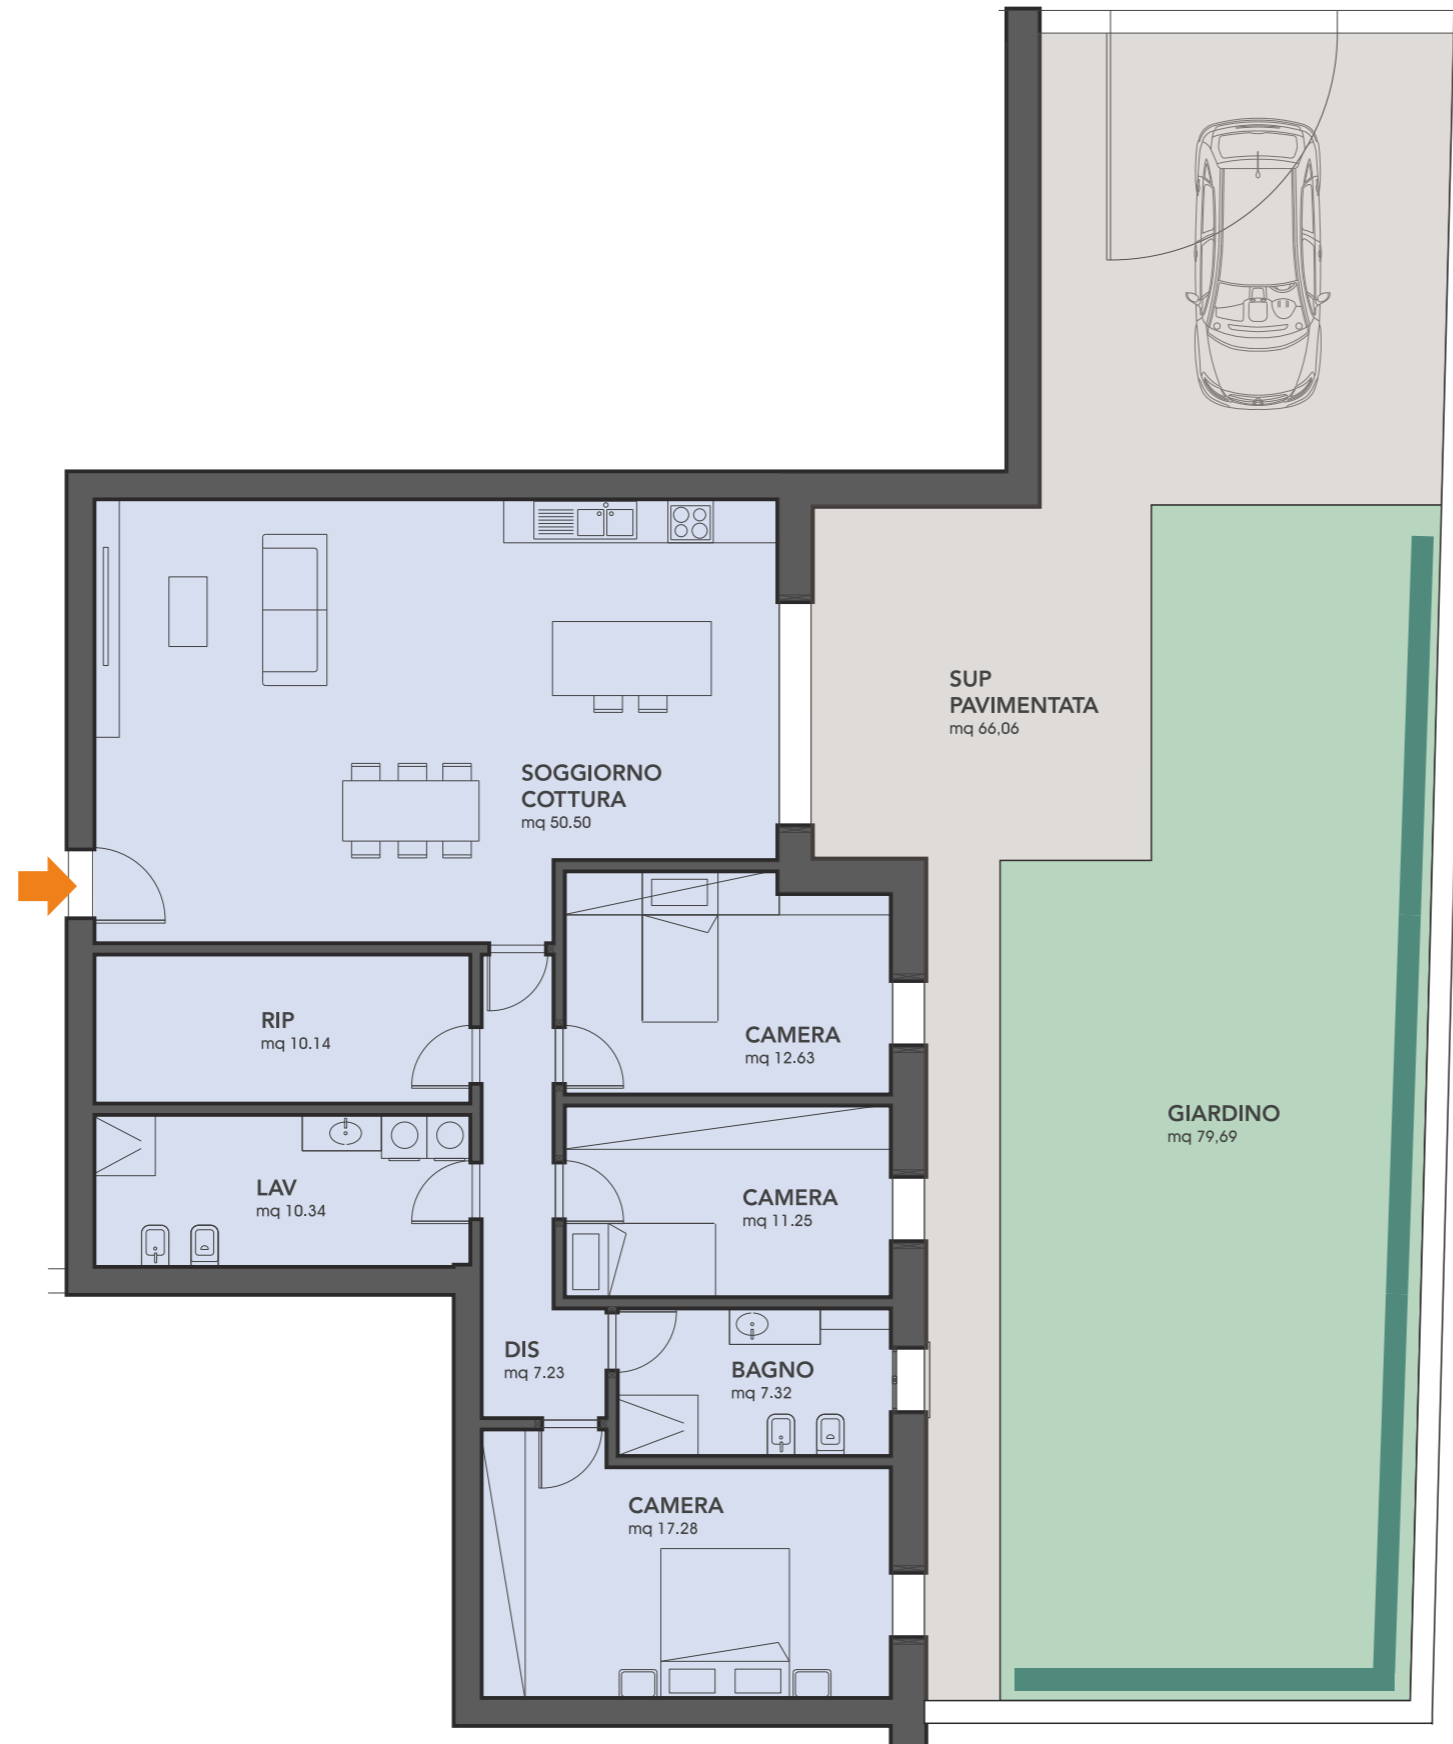 SUP
PAVIMENTATA
mq 66,06
SOGGIORNO
COTTURA
mq 50.50
RIP
mq 10.14
CAMERA
mq 12.63
GIARDINO
mq 79,69
LAV
mq 10.34
CAMERA
mq 11.25
DIS
mq 7.23
BAGNO
mq 7.32
CAMERA
mq 17.28